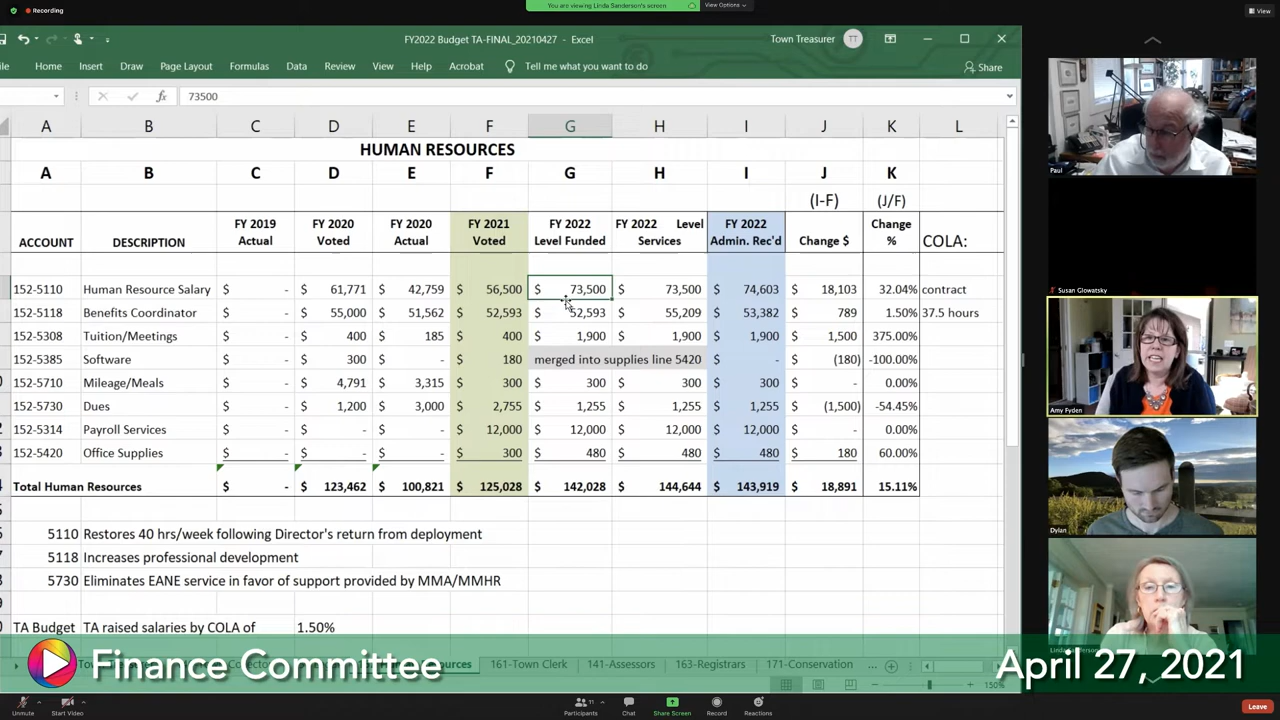 Recording
You are viewing Linda Sanderson's screen
View Options
View
FY2022 Budget TA-FINAL_20210427 - Excel
Town Treasurer
TT
ile Home Insert Page Layout Formulas Data Review View Help Acrobat Tell me what you want to do
Share
fx 73500
A B C D E F G H I J K L
HUMAN RESOURCES
A B C D E F G H I J K
(I-F) (J/F)
ACCOUNT DESCRIPTION FY 2019 Actual FY 2020 Voted FY 2020 Actual FY 2021 Voted FY 2022 Level Funded FY 2022 Level Services FY 2022 Admin. Rec'd Change $ Change % COLA:
152-5110 Human Resource Salary $ - $ 61,771 $ 42,759 $ 56,500 $ 73,500 $ 73,500 $ 74,603 $ 18,103 32.04% contract
152-5118 Benefits Coordinator $ - $ 55,000 $ 51,562 $ 52,593 $ 52,593 $ 55,209 $ 53,382 $ 789 1.50% 37.5 hours
152-5308 Tuition/Meetings $ - $ 400 $ 185 $ 400 $ 1,900 $ 1,900 $ 1,900 $ 1,500 375.00%
152-5385 Software $ - $ 300 $ 180 merged into supplies line 5420 $ - $ (180) -100.00%
152-5710 Mileage/Meals $ - $ 4,791 $ 3,315 $ 300 $ 300 $ 300 $ 300 $ - 0.00%
152-5730 Dues $ - $ 1,200 $ 3,000 $ 2,755 $ 1,255 $ 1,255 $ 1,255 $ (1,500) -54.45%
152-5314 Payroll Services $ - $ - $ - $ 12,000 $ 12,000 $ 12,000 $ 12,000 $ - 0.00%
152-5420 Office Supplies $ - $ - $ - $ 300 $ 480 $ 480 $ 480 $ 180 60.00%
Total Human Resources $ - $ 123,462 $ 100,821 $ 125,028 $ 142,028 $ 144,644 $ 143,919 $ 18,891 15.11%
5110 Restores 40 hrs/week following Director's return from deployment
5118 Increases professional development
5730 Eliminates EANE service in favor of support provided by MMA/MMHR
TA Budget TA raised salaries by COLA of 1.50%
161-Town Clerk 141-Assessors 163-Registrars 171-Conservation ...
150%
Paul
Susan Glowatsky
Amy Fyden
Dylan
Finance Committee
April 27, 2021
Unmute Start Video Participants 11 Chat Share Screen Record Reactions Leave